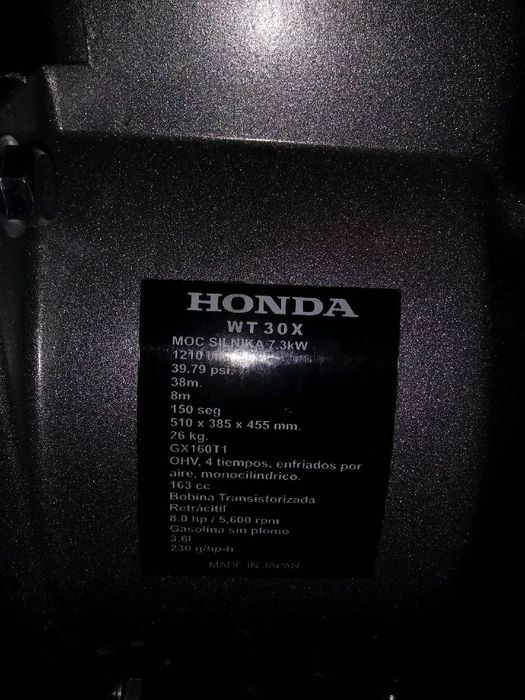 HONDA
WT 30X
MOC SILNIKA 7.3kW
1210
39.79 psi.
38m.
8m
150 seg
510 x 385 x 455 mm.
26 kg.
GX160T1
OHV, 4 tiempos, enfriados por
aire, monocilíndrico.
163 cc
Bobina Transistorizada
Retráctil
8.0 hp / 5,600 rpm
Gasolina sin plomo
3.6l
230 g/hp-h
MADE IN JAPAN